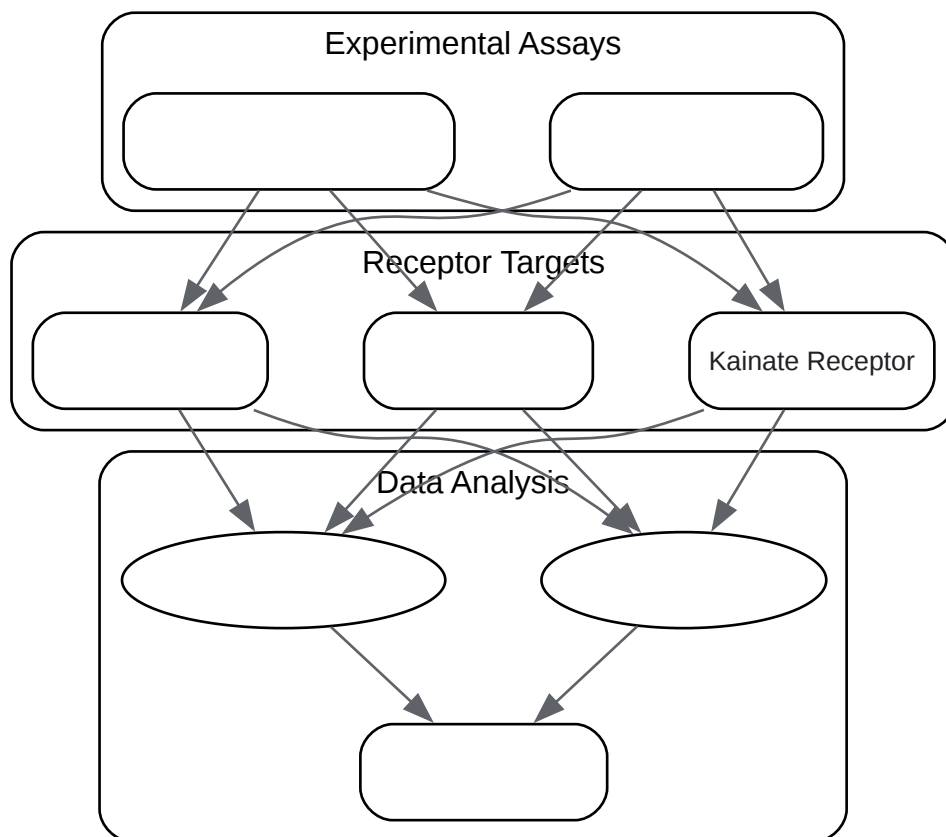 Experimental Assays
Receptor Targets
Kainate Receptor
Data Analysis